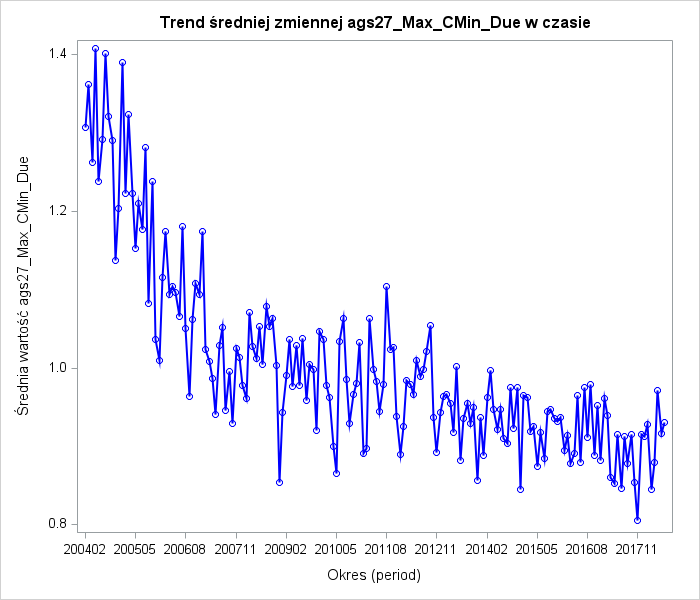 Trend średniej zmiennej ags27_Max_CMin_Due w czasie
Średnia wartość ags27_Max_CMin_Due
1.4
1.2
1.0
0.8
200402 200505 200608 200711 200902 201005 201108 201211 201402 201505 201608 201711
Okres (period)